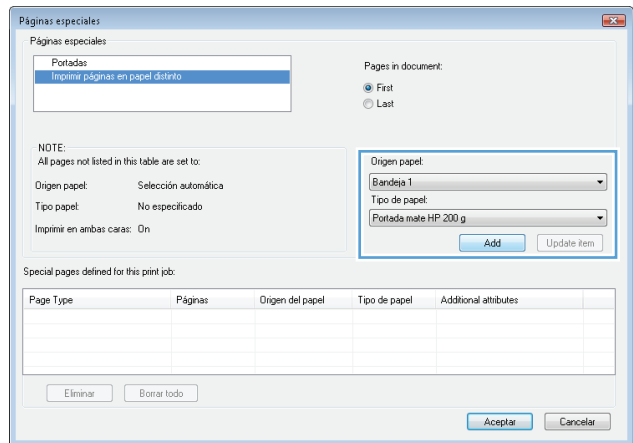 Páginas especiales
Páginas especiales
Portadas
Imprimir páginas en papel distinto
Pages in document:
First
Last
NOTE:
All pages not listed in this table are set to:
Origen papel: Selección automática
Tipo papel: No especificado
Imprimir en ambas caras: On
Origen papel:
Bandeja 1
Tipo de papel:
Portada mate HP 200 g
Add Update item
Special pages defined for this print job:
Page Type Páginas Origen del papel Tipo de papel Additional attributes
Eliminar Borrar todo
Aceptar Cancelar